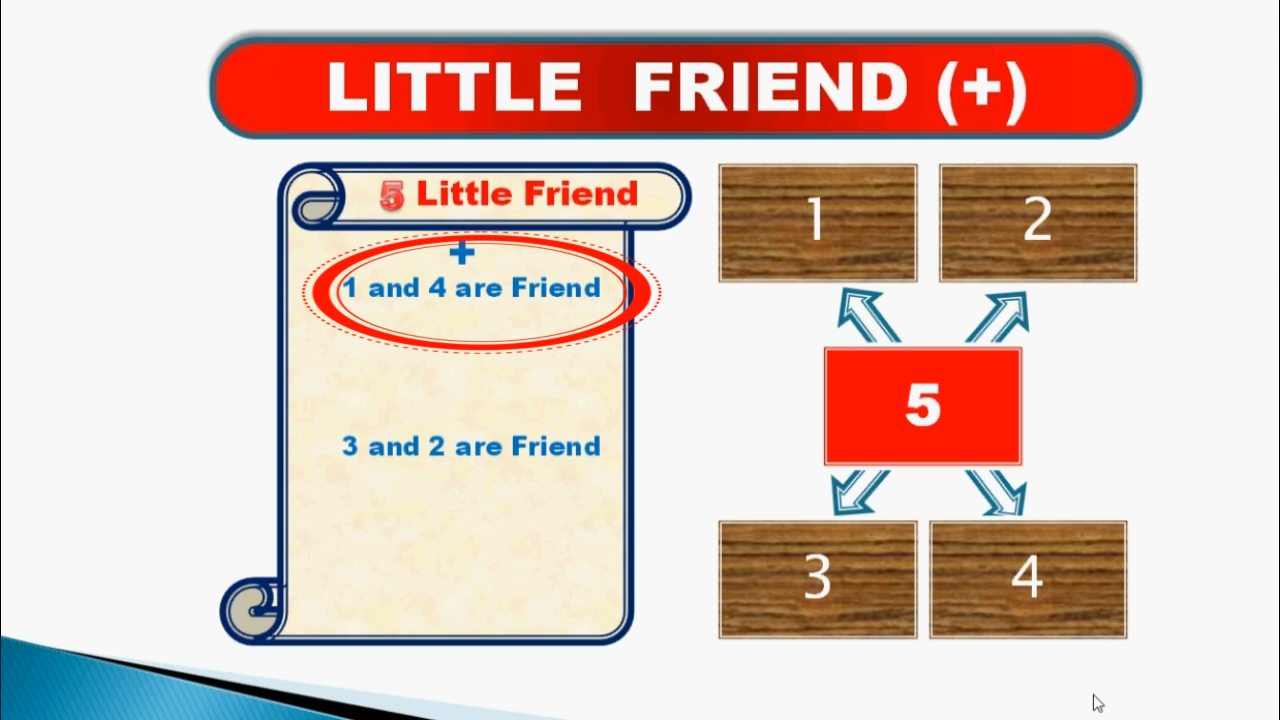 LITTLE FRIEND (+)
5 Little Friend
+
1 and 4 are Friend
3 and 2 are Friend
1
2
5
3
4